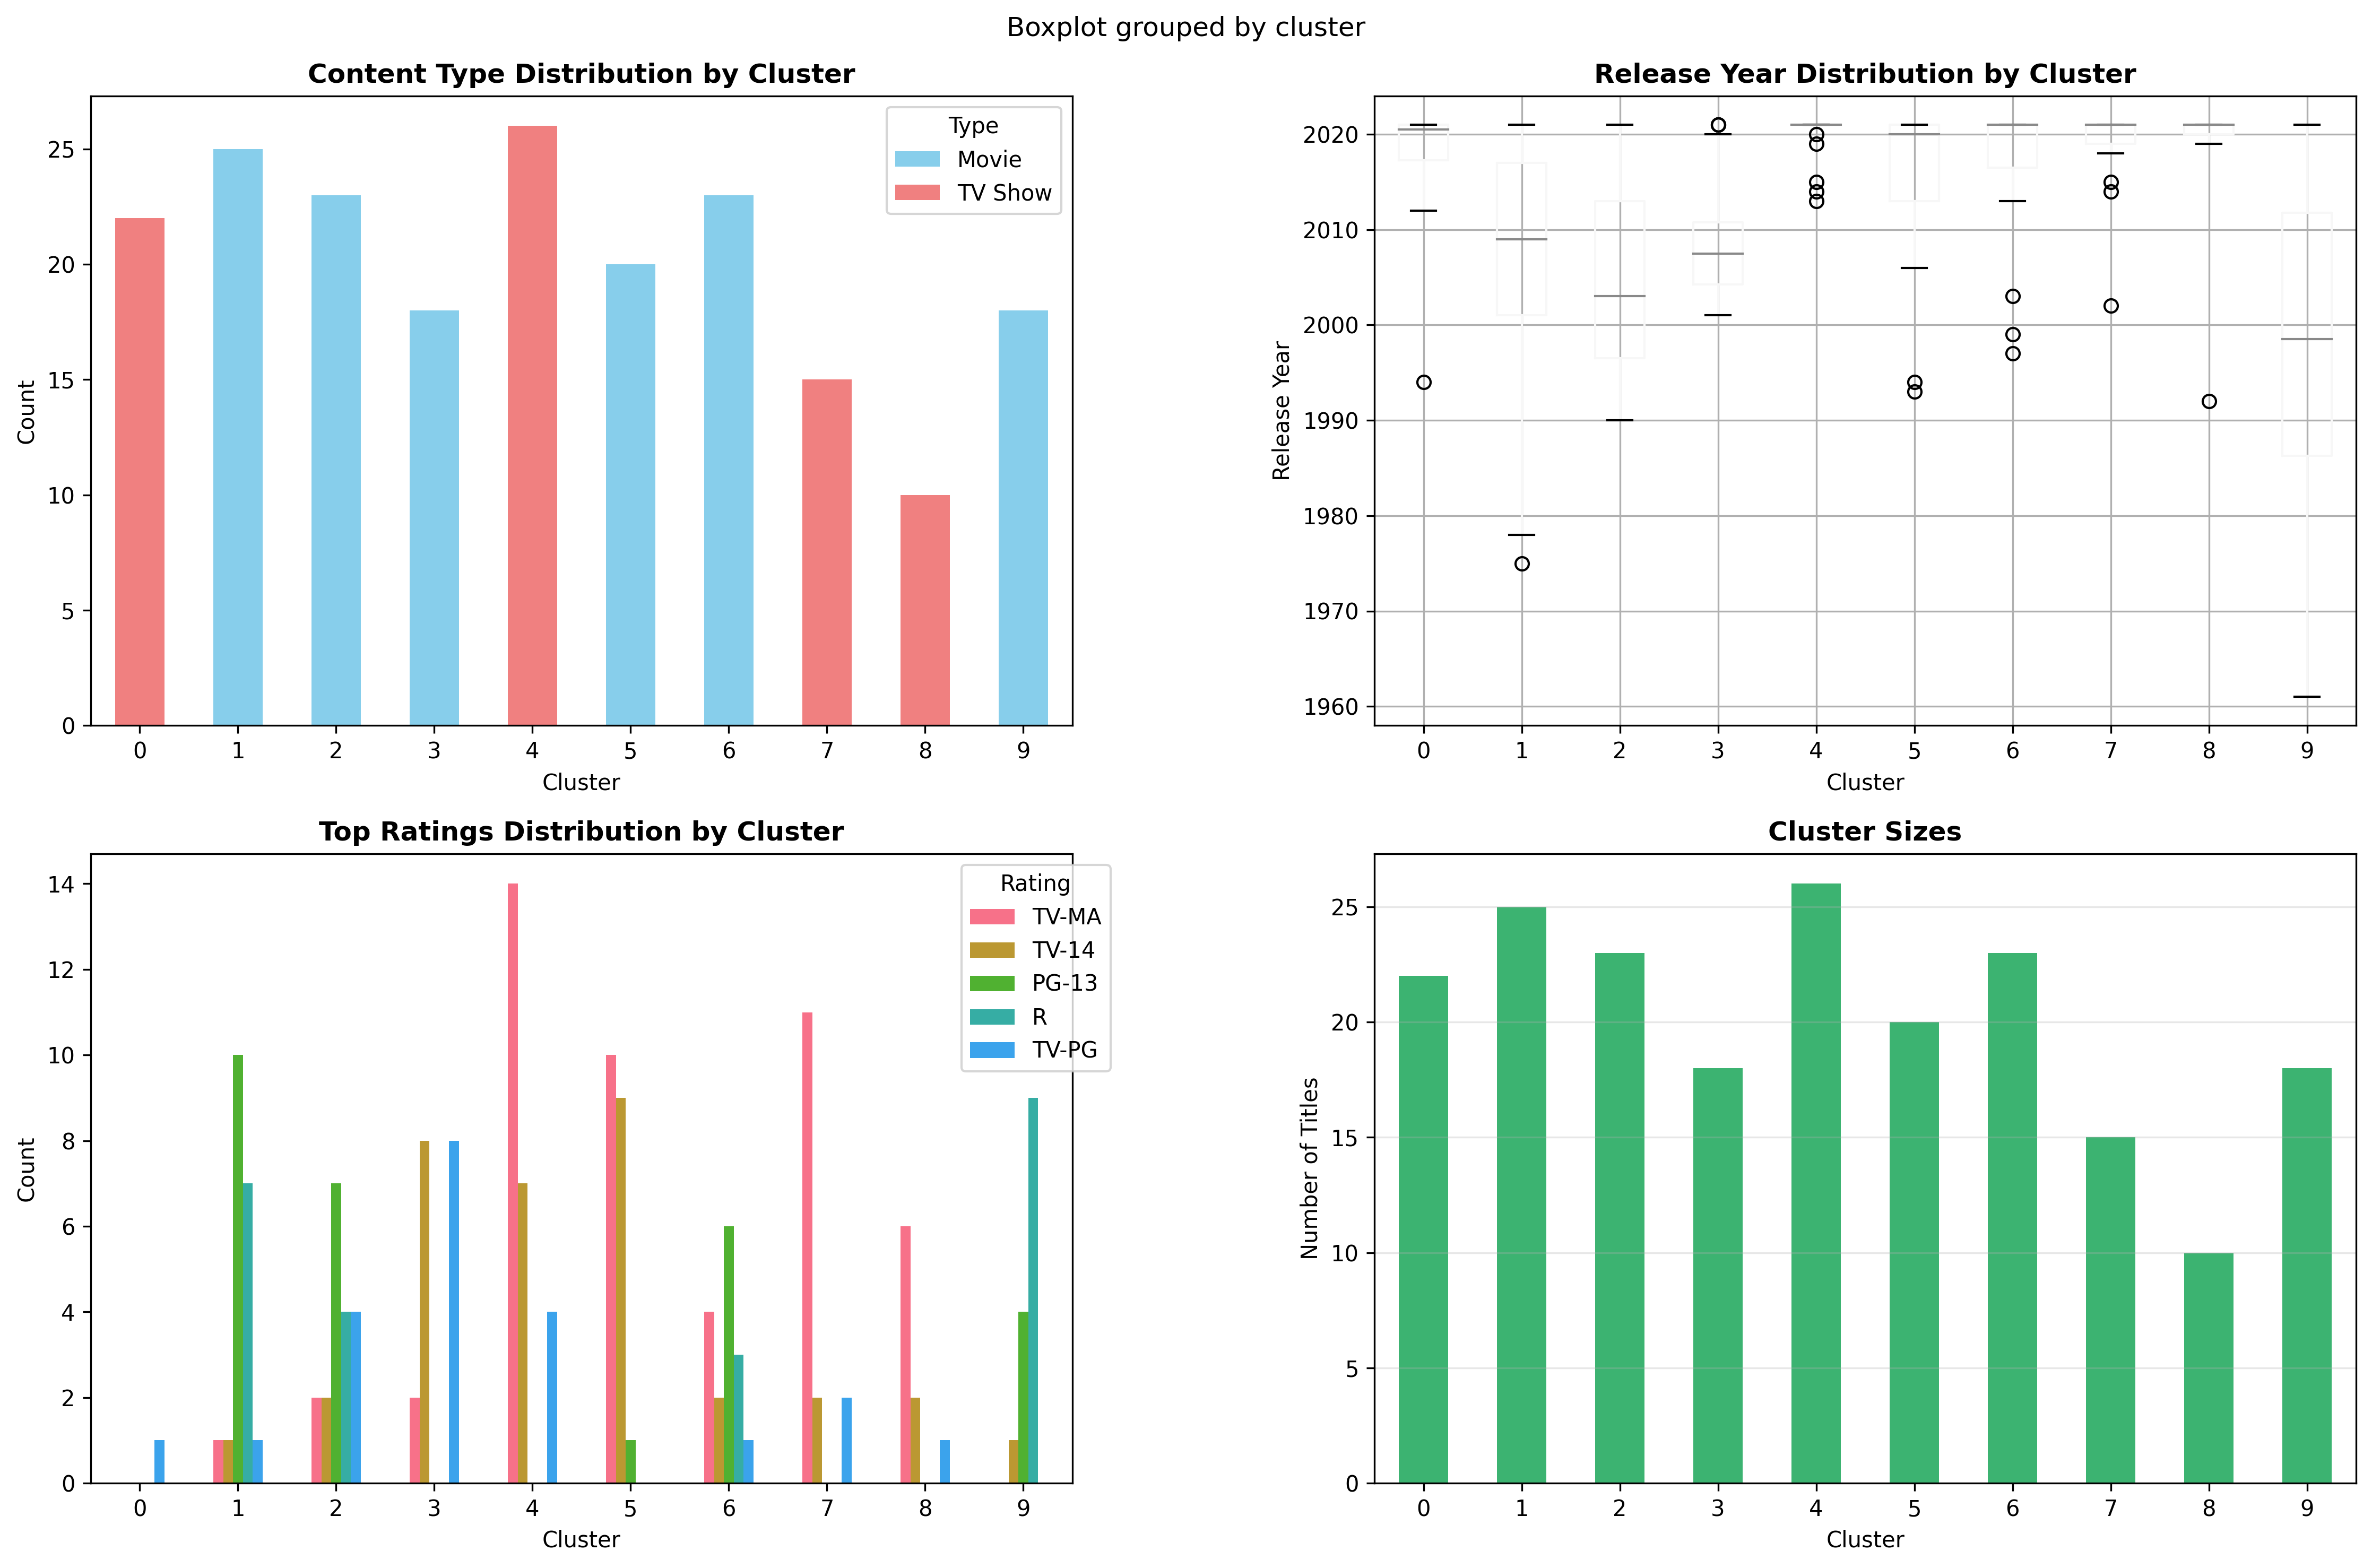 Boxplot grouped by cluster
Content Type Distribution by Cluster
Type
Movie
TV Show
25
20
15
10
5
0
Count
0 1 2 3 4 5 6 7 8 9
Cluster
Release Year Distribution by Cluster
2020
2010
2000
1990
1980
1970
1960
Release Year
0 1 2 3 4 5 6 7 8 9
Cluster
Top Ratings Distribution by Cluster
Rating
TV-MA
TV-14
PG-13
R
TV-PG
14
12
10
8
6
4
2
0
Count
0 1 2 3 4 5 6 7 8 9
Cluster
Cluster Sizes
25
20
15
10
5
0
Number of Titles
0 1 2 3 4 5 6 7 8 9
Cluster